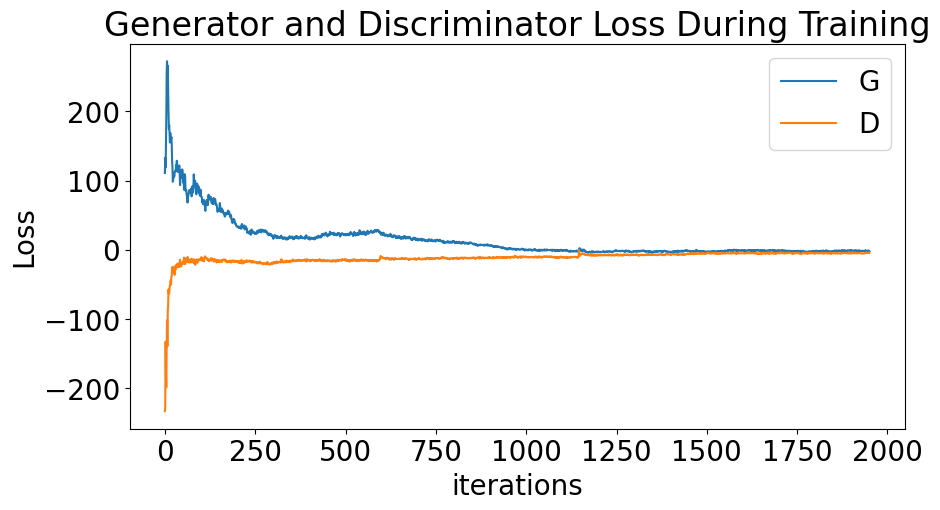 Generator and Discriminator Loss During Training
G
D
Loss
200
100
0
−100
−200
0 250 500 750 1000 1250 1500 1750 2000
iterations